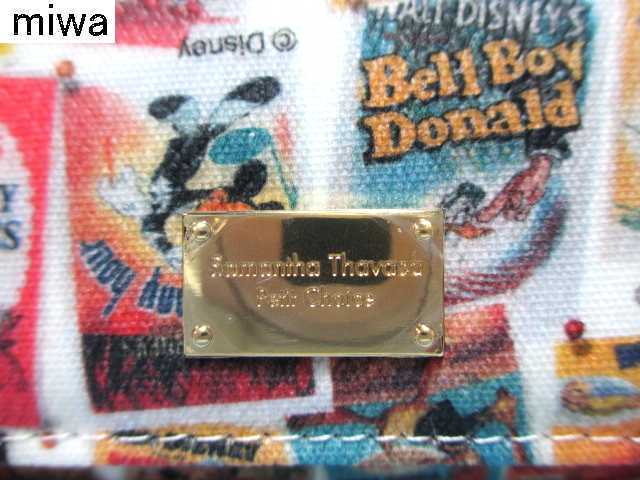 miwa
© Disney
WALT DISNEY'S
Bell Boy
Donald
Samantha Thavasa
Petit Choice